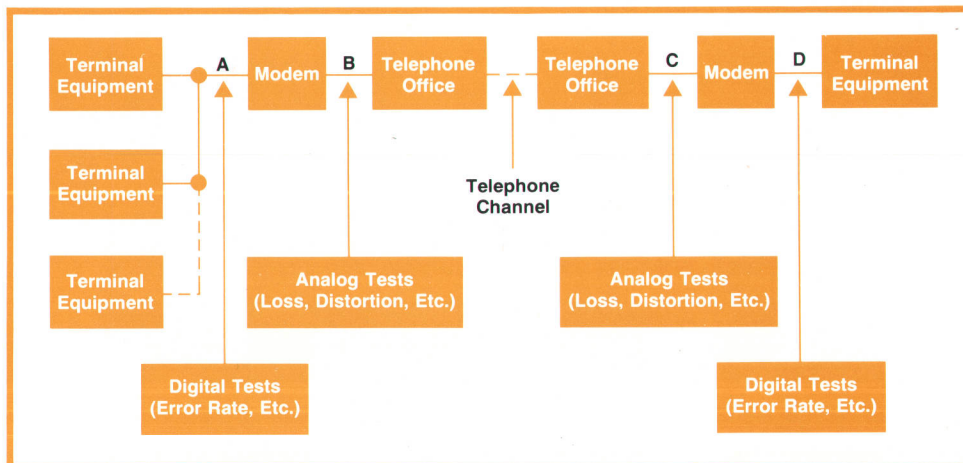 Terminal
Equipment
A
Modem
B
Telephone
Office
Telephone
Office
C
Modem
D
Terminal
Equipment
Terminal
Equipment
Telephone
Channel
Terminal
Equipment
Analog Tests
(Loss, Distortion, Etc.)
Analog Tests
(Loss, Distortion, Etc.)
Digital Tests
(Error Rate, Etc.)
Digital Tests
(Error Rate, Etc.)